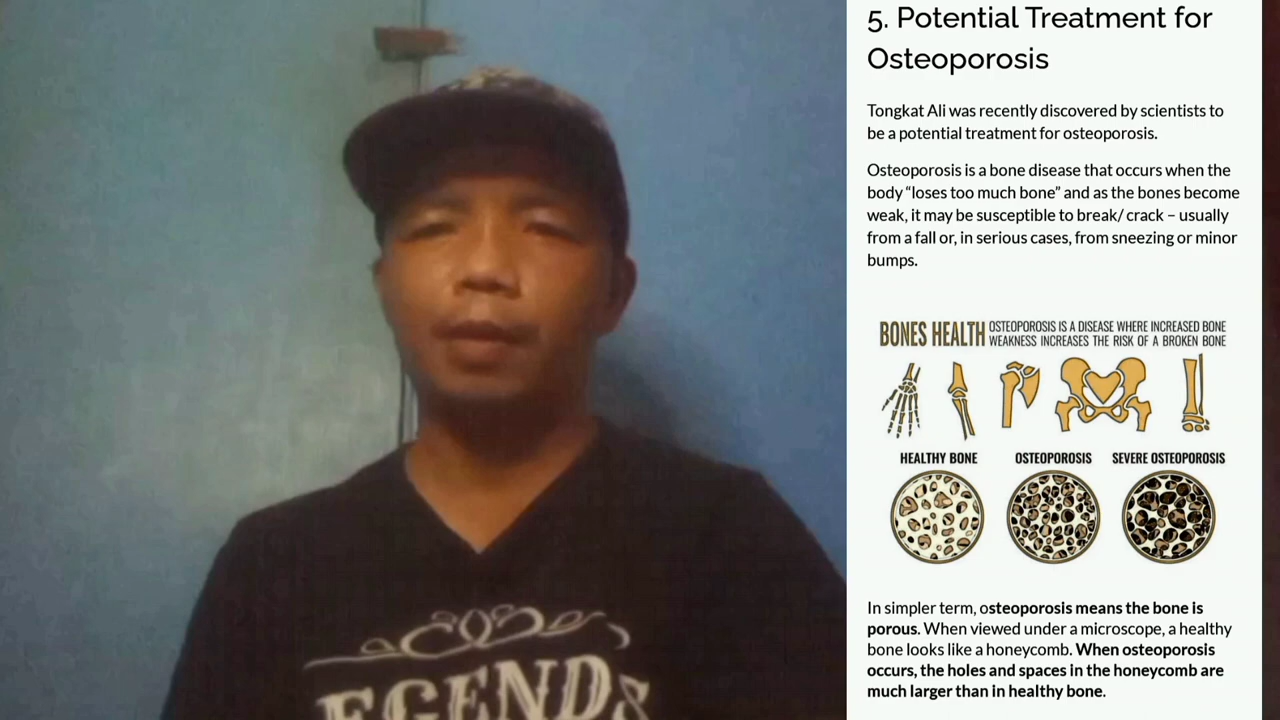 5. Potential Treatment for
Osteoporosis
Tongkat Ali was recently discovered by scientists to
be a potential treatment for osteoporosis.
Osteoporosis is a bone disease that occurs when the
body “loses too much bone” and as the bones become
weak, it may be susceptible to break/ crack – usually
from a fall or, in serious cases, from sneezing or minor
bumps.
BONES HEALTH OSTEOPOROSIS IS A DISEASE WHERE INCREASED BONE
WEAKNESS INCREASES THE RISK OF A BROKEN BONE
HEALTHY BONE OSTEOPOROSIS SEVERE OSTEOPOROSIS
In simpler term, osteoporosis means the bone is
porous. When viewed under a microscope, a healthy
bone looks like a honeycomb. When osteoporosis
occurs, the holes and spaces in the honeycomb are
much larger than in healthy bone.